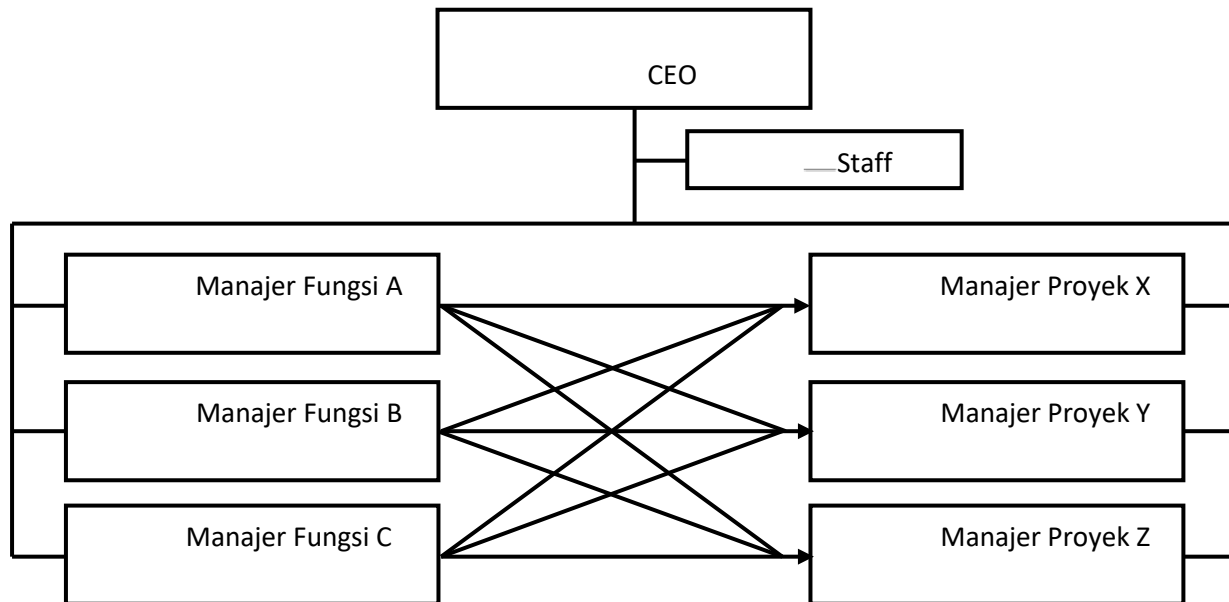 CEO
Staff
Manajer Fungsi A
Manajer Proyek X
Manajer Fungsi B
Manajer Proyek Y
Manajer Fungsi C
Manajer Proyek Z